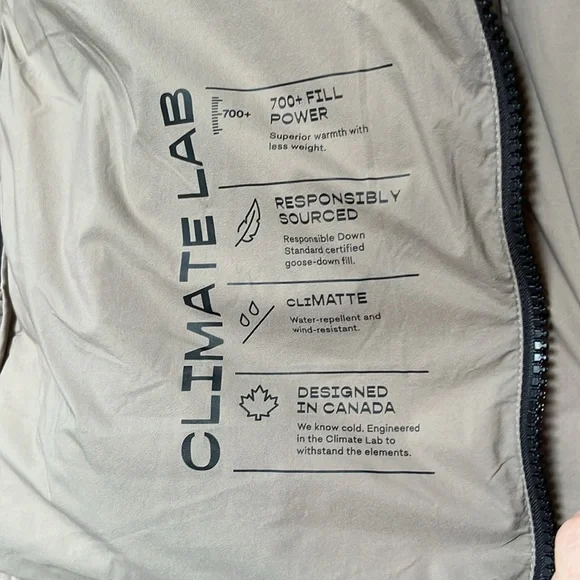 CLIMATE LAB
700+
700+ FILL
POWER
Superior warmth with
less weight.
RESPONSIBLY
SOURCED
Responsible Down
Standard certified
goose-down fill.
CLIMATTE
Water-repellent and
wind-resistant.
DESIGNED
IN CANADA
We know cold. Engineered
in the Climate Lab to
withstand the elements.